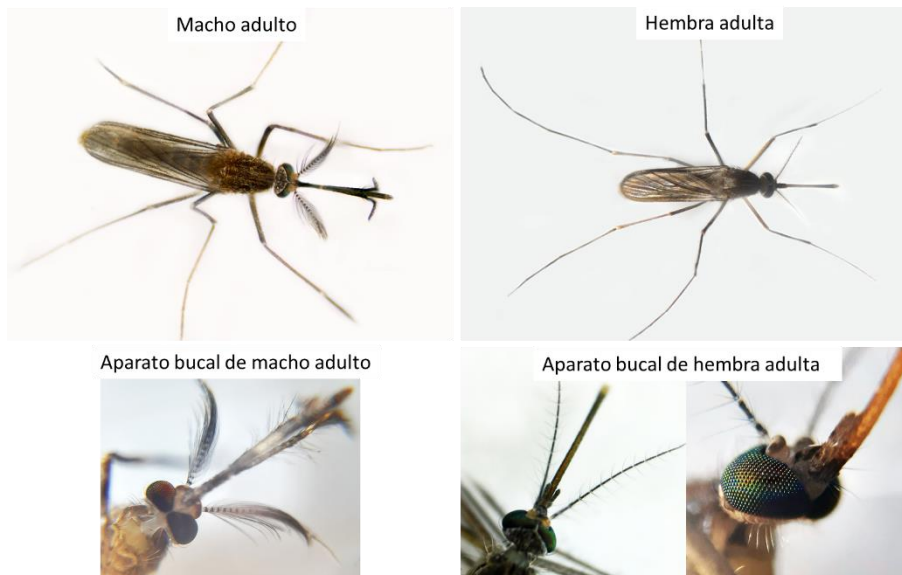 Macho adulto
Hembra adulta
Aparato bucal de macho adulto
Aparato bucal de hembra adulta